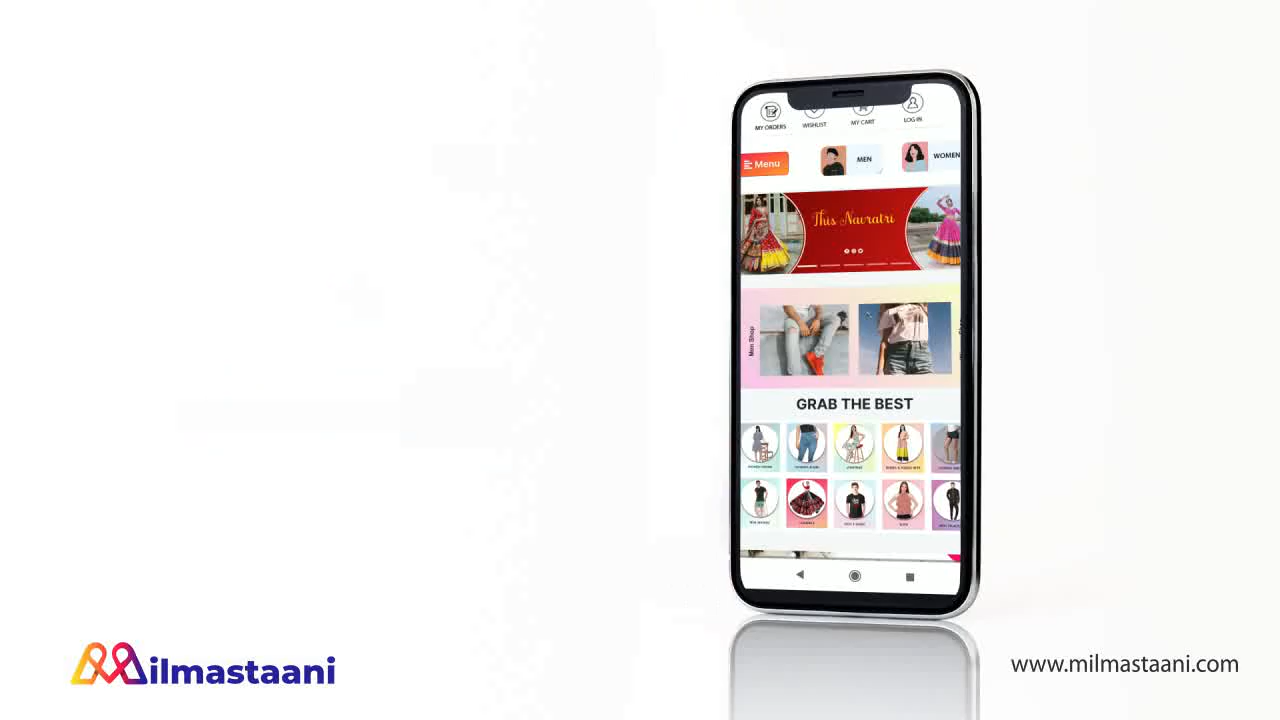 MY ORDERS
WISHLIST
MY CART
LOG IN
Menu
MEN
WOMEN
This Navratri
Men Shop
GRAB THE BEST
Milmastaani
www.milmastaani.com